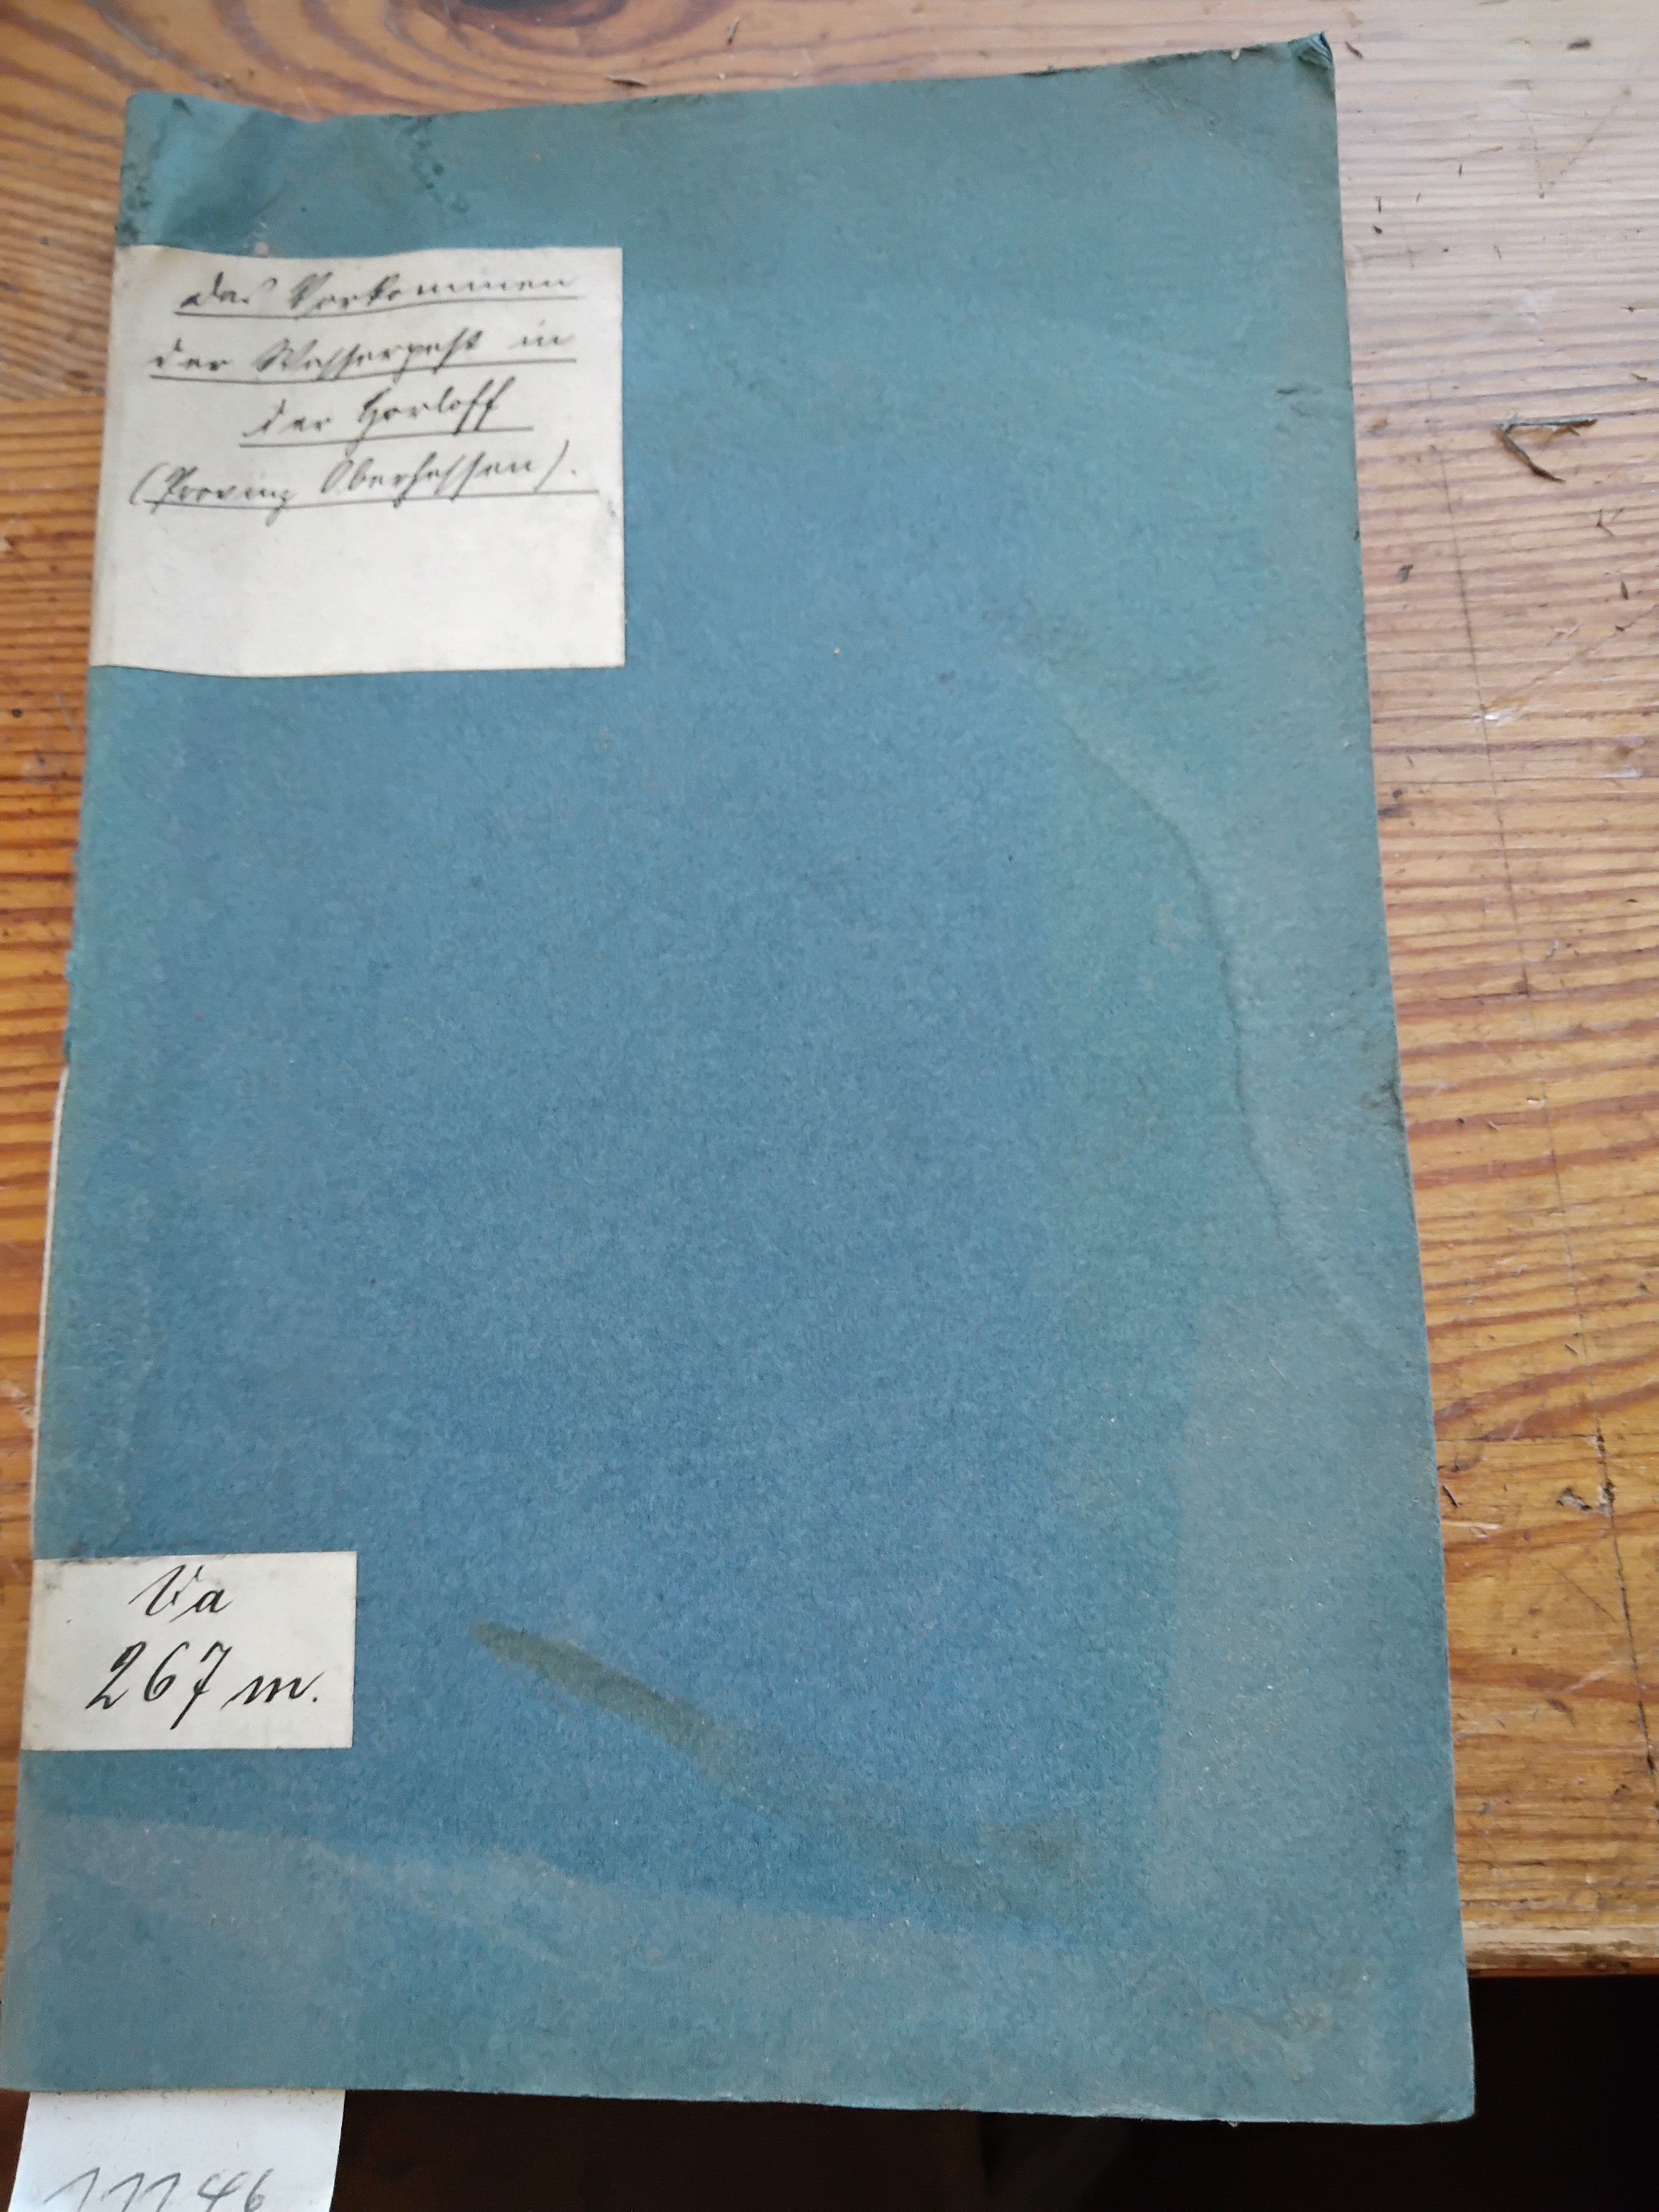 Das Vorkommen
der Wasserpest in
der Horloff
(Provinz Oberhessen).
Va
267 m.
11146